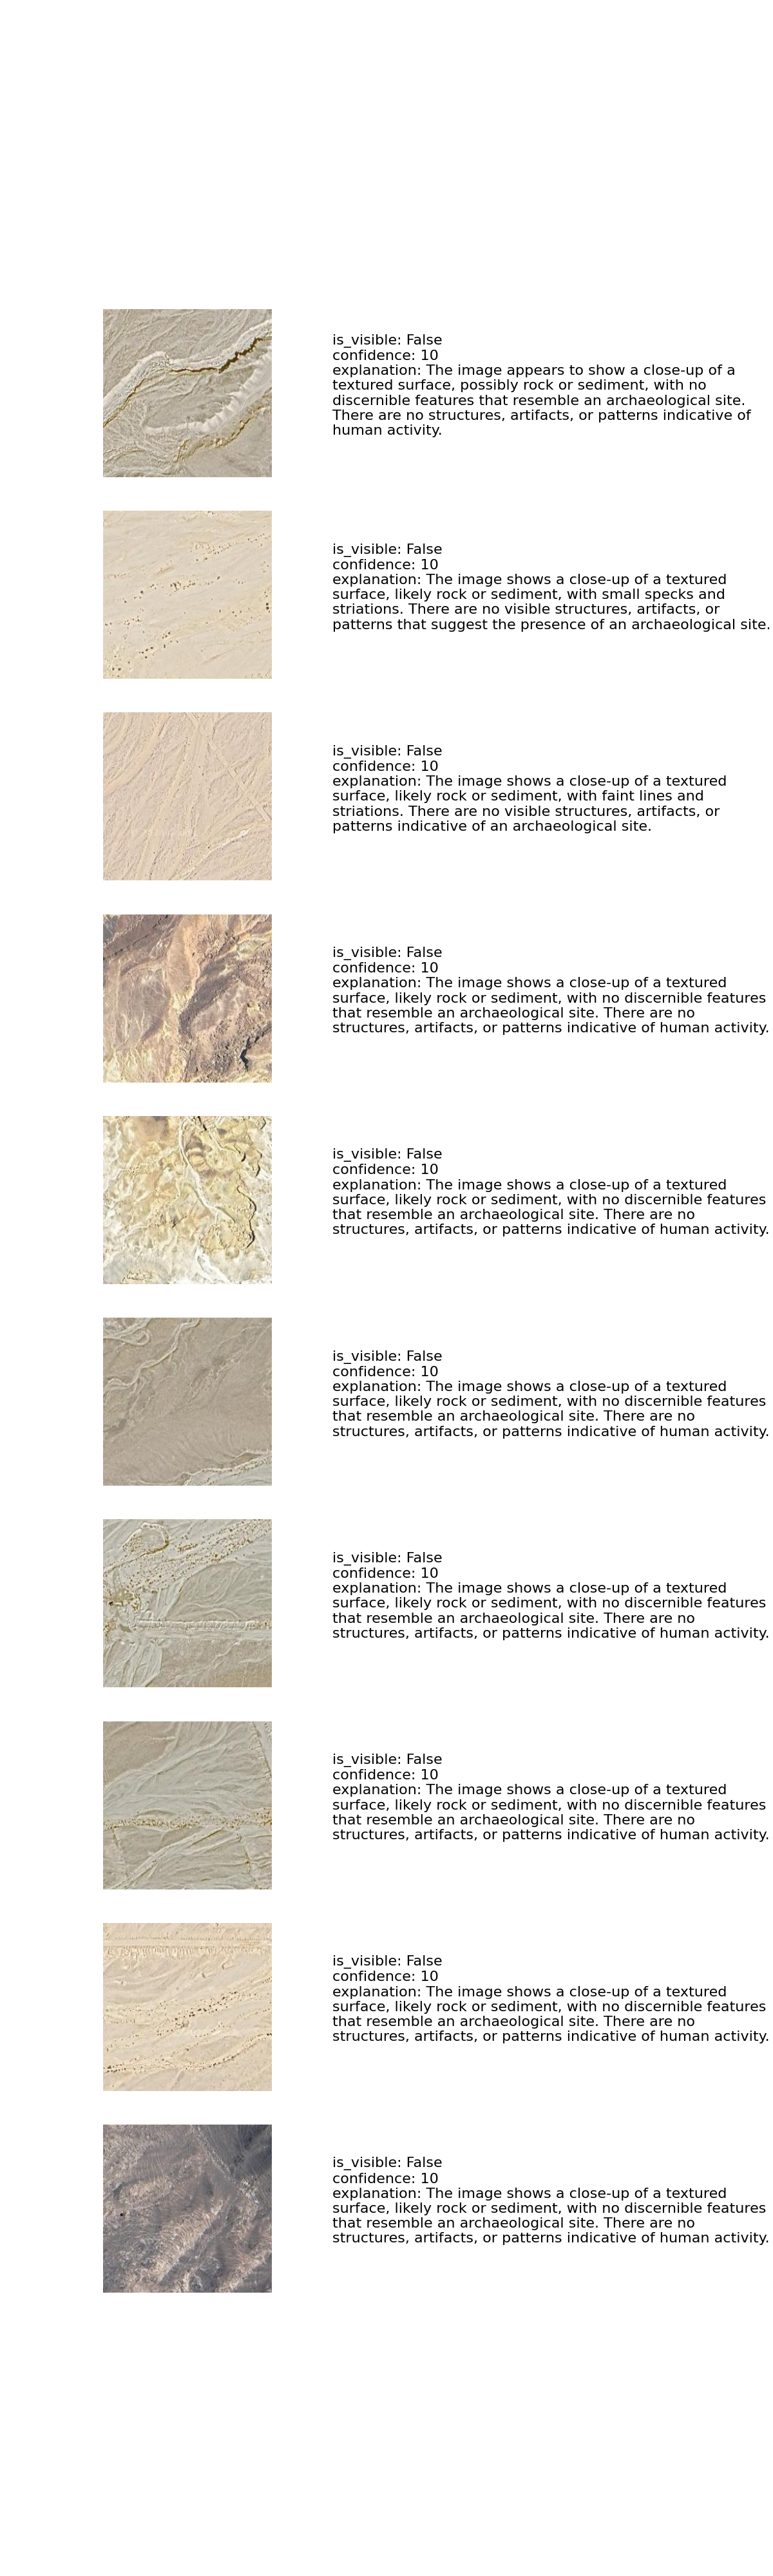 is_visible: False
confidence: 10
explanation: The image appears to show a close-up of a
textured surface, possibly rock or sediment, with no
discernible features that resemble an archaeological site.
There are no structures, artifacts, or patterns indicative of
human activity.
is_visible: False
confidence: 10
explanation: The image shows a close-up of a textured
surface, likely rock or sediment, with small specks and
striations. There are no visible structures, artifacts, or
patterns that suggest the presence of an archaeological site.
is_visible: False
confidence: 10
explanation: The image shows a close-up of a textured
surface, likely rock or sediment, with faint lines and
striations. There are no visible structures, artifacts, or
patterns indicative of an archaeological site.
is_visible: False
confidence: 10
explanation: The image shows a close-up of a textured
surface, likely rock or sediment, with no discernible features
that resemble an archaeological site. There are no
structures, artifacts, or patterns indicative of human activity.
is_visible: False
confidence: 10
explanation: The image shows a close-up of a textured
surface, likely rock or sediment, with no discernible features
that resemble an archaeological site. There are no
structures, artifacts, or patterns indicative of human activity.
is_visible: False
confidence: 10
explanation: The image shows a close-up of a textured
surface, likely rock or sediment, with no discernible features
that resemble an archaeological site. There are no
structures, artifacts, or patterns indicative of human activity.
is_visible: False
confidence: 10
explanation: The image shows a close-up of a textured
surface, likely rock or sediment, with no discernible features
that resemble an archaeological site. There are no
structures, artifacts, or patterns indicative of human activity.
is_visible: False
confidence: 10
explanation: The image shows a close-up of a textured
surface, likely rock or sediment, with no discernible features
that resemble an archaeological site. There are no
structures, artifacts, or patterns indicative of human activity.
is_visible: False
confidence: 10
explanation: The image shows a close-up of a textured
surface, likely rock or sediment, with no discernible features
that resemble an archaeological site. There are no
structures, artifacts, or patterns indicative of human activity.
is_visible: False
confidence: 10
explanation: The image shows a close-up of a textured
surface, likely rock or sediment, with no discernible features
that resemble an archaeological site. There are no
structures, artifacts, or patterns indicative of human activity.